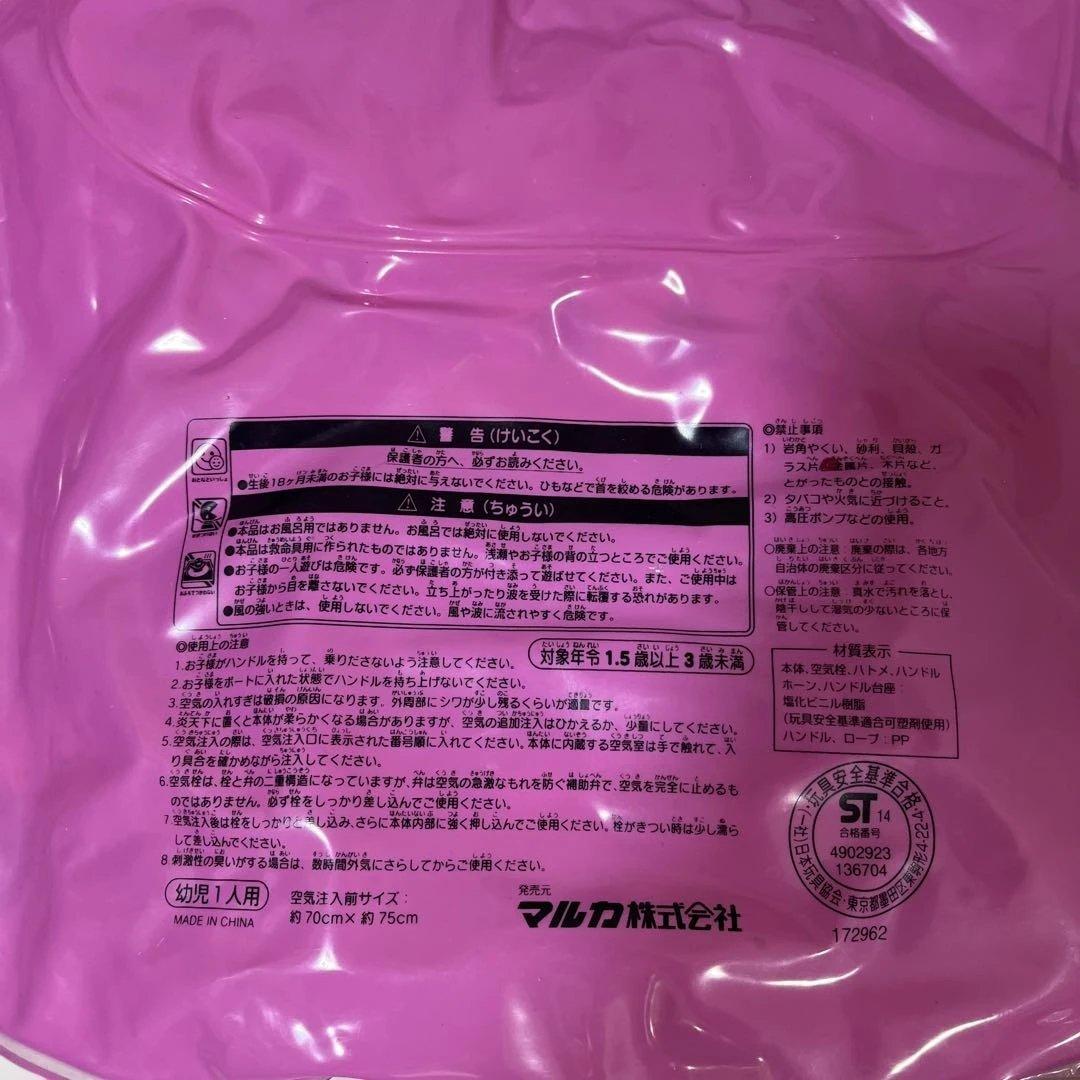 ⚠ 警告(けいこく)
保護者の方へ、必ずお読みください。
●生後18ヶ月未満のお子様には絶対に与えないでください。ひもなどで首を絞める危険があります。
⚠ 注意(ちゅうい)
●本品はお風呂用ではありません。お風呂では絶対に使用しないでください。
●本品は救命具用に作られたものではありません。浅瀬やお子様の背の立つところでご使用ください。
●お子様の一人遊びは危険です。必ず保護者の方が付き添って遊ばせてください。また、ご使用中は
お子様から目を離さないでください。立ち上がったり波を受けた際に転覆する恐れがあります。
●風の強いときは、使用しないでください。風や波に流されやすく危険です。
おとなといっしょ
◎使用上の注意
対象年令1.5歳以上3歳未満
1.お子様がハンドルを持って、乗りださないよう注意してください。
2.お子様をボートに入れた状態でハンドルを持ち上げないでください。
3.空気の入れすぎは破損の原因になります。外周部にシワが少し残るくらいが適量です。
4.炎天下に置くと本体が柔らかくなる場合がありますが、空気の追加注入はひかえるか、少量にしてください。
5.空気注入の際は、空気注入口に表示された番号順に入れてください。本体に内蔵する空気室は手で触れて、入
り具合を確かめながら注入してください。
6.空気栓は、栓と弁の二重構造になっていますが、弁は空気の急激なもれを防ぐ補助弁で、空気を完全に止めるも
のではありません。必ず栓をしっかり差し込んでご使用ください。
7.空気注入後は栓をしっかりと差し込み、さらに本体内部に強く押し込んでご使用ください。栓がきつい時は少し濡ら
して差し込んでください。
8.刺激性の臭いがする場合は、数時間外気にさらしてからご使用ください。
幼児1人用
MADE IN CHINA
空気注入前サイズ:
約70cm×約75cm
発売元
マルカ株式会社
◎禁止事項
1) 岩角やくい、砂利、貝殻、ガ
ラス片、金属片、木片など、
とがったものとの接触。
2) タバコや火気に近づけること。
3) 高圧ポンプなどの使用。
○廃棄上の注意:廃棄の際は、各地方
自治体の廃棄区分に従ってください。
○保管上の注意:真水で汚れを落とし、
陰干しして湿気の少ないところに保
管してください。
材質表示
本体、空気栓、ハトメ、ハンドル
ホーン、ハンドル台座:
塩化ビニル樹脂
(玩具安全基準適合可塑剤使用)
ハンドル、ロープ:PP
玩具安全基準合格
ST 14
合格番号
4902923
136704
(一社)日本玩具協会・東京都墨田区東駒形4-22-4
172962